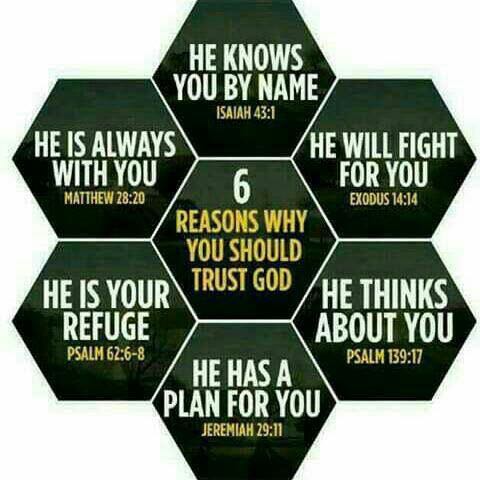 6
REASONS WHY
YOU SHOULD
TRUST GOD
HE KNOWS
YOU BY NAME
ISAIAH 43:1
HE WILL FIGHT
FOR YOU
EXODUS 14:14
HE THINKS
ABOUT YOU
PSALM 139:17
HE HAS A
PLAN FOR YOU
JEREMIAH 29:11
HE IS YOUR
REFUGE
PSALM 62:6-8
HE IS ALWAYS
WITH YOU
MATTHEW 28:20